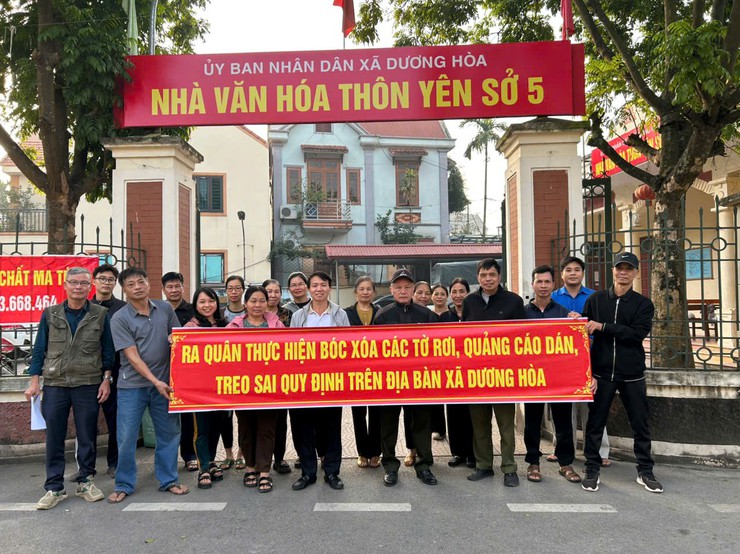 ỦY BAN NHÂN DÂN XÃ DƯƠNG HÒA
NHÀ VĂN HÓA THÔN YÊN SỞ 5
CHẤT MA T
3.668.464
RA QUÂN THỰC HIỆN BÓC XÓA CÁC TỜ RƠI, QUẢNG CÁO DÁN,
TREO SAI QUY ĐỊNH TRÊN ĐỊA BÀN XÃ DƯƠNG HÒA